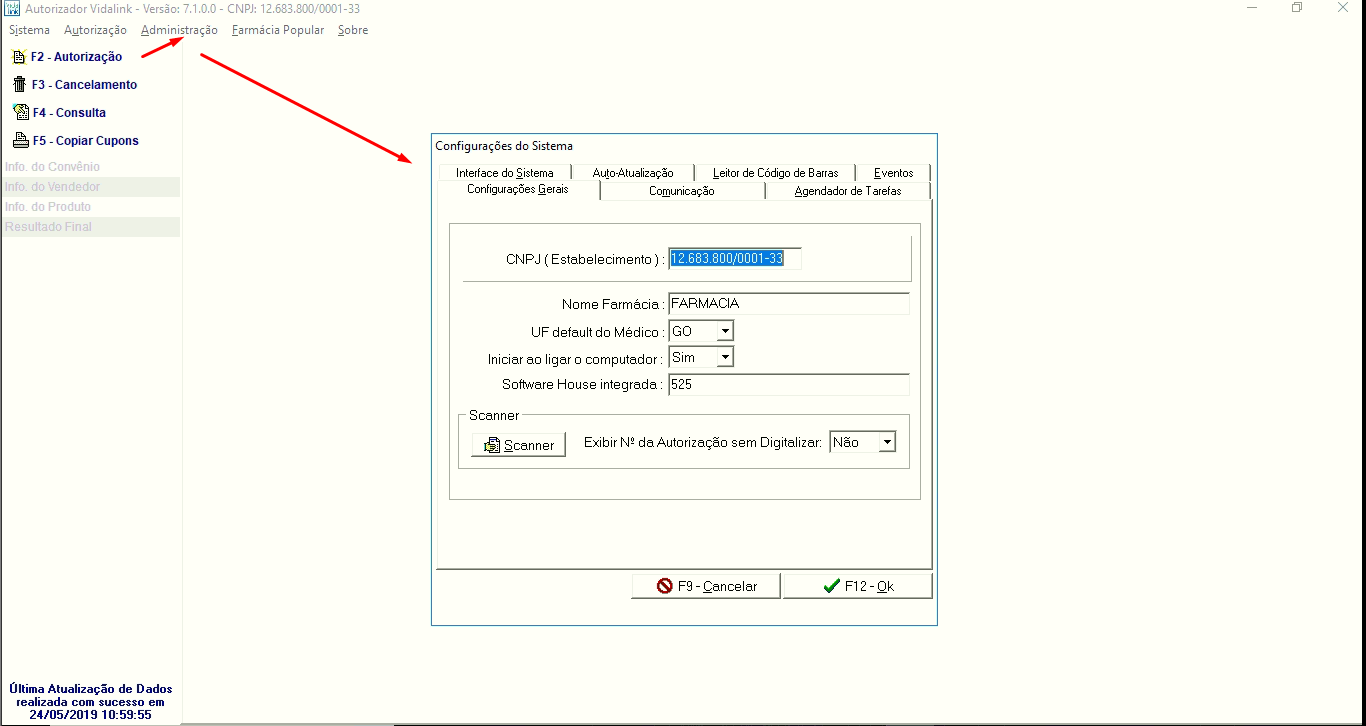 Autorizador Vidalink - Versão: 7.1.0.0 - CNPJ: 12.683.800/0001-33
Sistema Autorização Administração Farmácia Popular Sobre
F2 - Autorização
F3 - Cancelamento
F4 - Consulta
F5 - Copiar Cupons
Info. do Convênio
Info. do Vendedor
Info. do Produto
Resultado Final
Configurações do Sistema
Interface do Sistema Auto-Atualização Leitor de Código de Barras Eventos
Configurações Gerais Comunicação Agendador de Tarefas
CNPJ ( Estabelecimento ) : 12.683.800/0001-33
Nome Farmácia : FARMACIA
UF default do Médico : GO
Iniciar ao ligar o computador : Sim
Software House integrada : 525
Scanner
Scanner Exibir Nº da Autorização sem Digitalizar: Não
F9 - Cancelar F12 - Ok
Última Atualização de Dados
realizada com sucesso em
24/05/2019 10:59:55